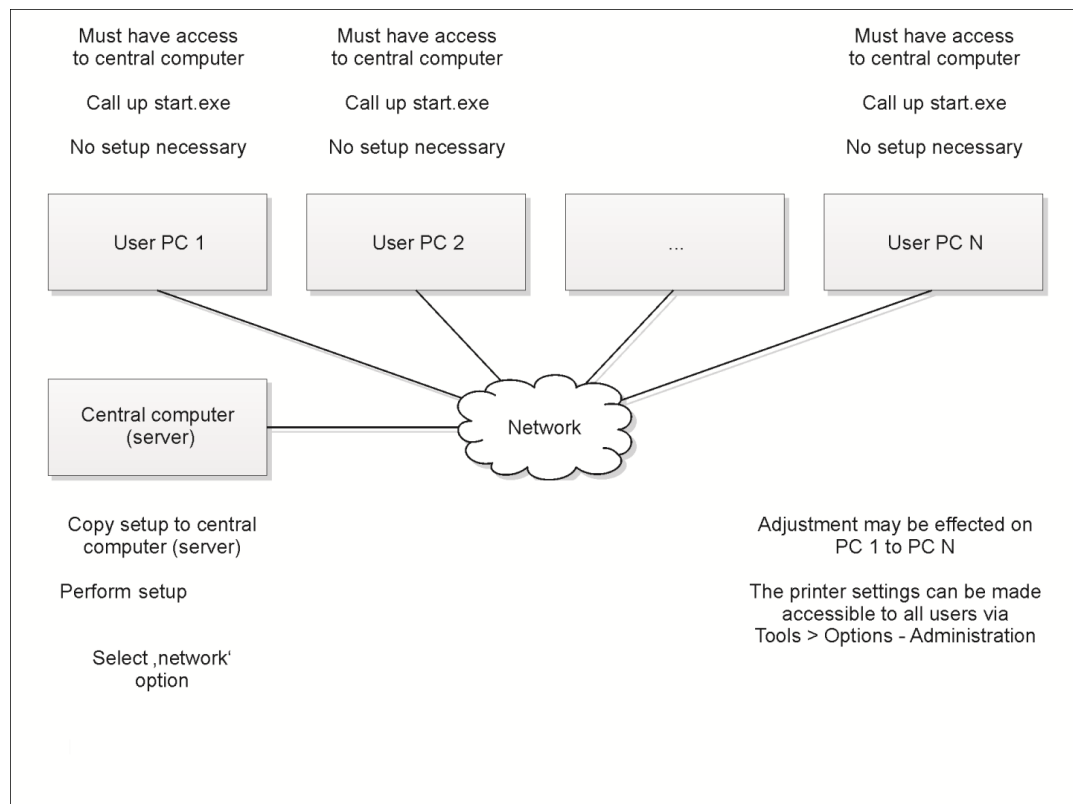 Must have access
to central computer
Call up start.exe
No setup necessary
Must have access
to central computer
Call up start.exe
No setup necessary
Must have access
to central computer
Call up start.exe
No setup necessary
User PC 1
User PC 2
...
User PC N
Central computer
(server)
Network
Copy setup to central
computer (server)
Perform setup
Select ‚network‘
option
Adjustment may be effected on
PC 1 to PC N
The printer settings can be made
accessible to all users via
Tools > Options - Administration